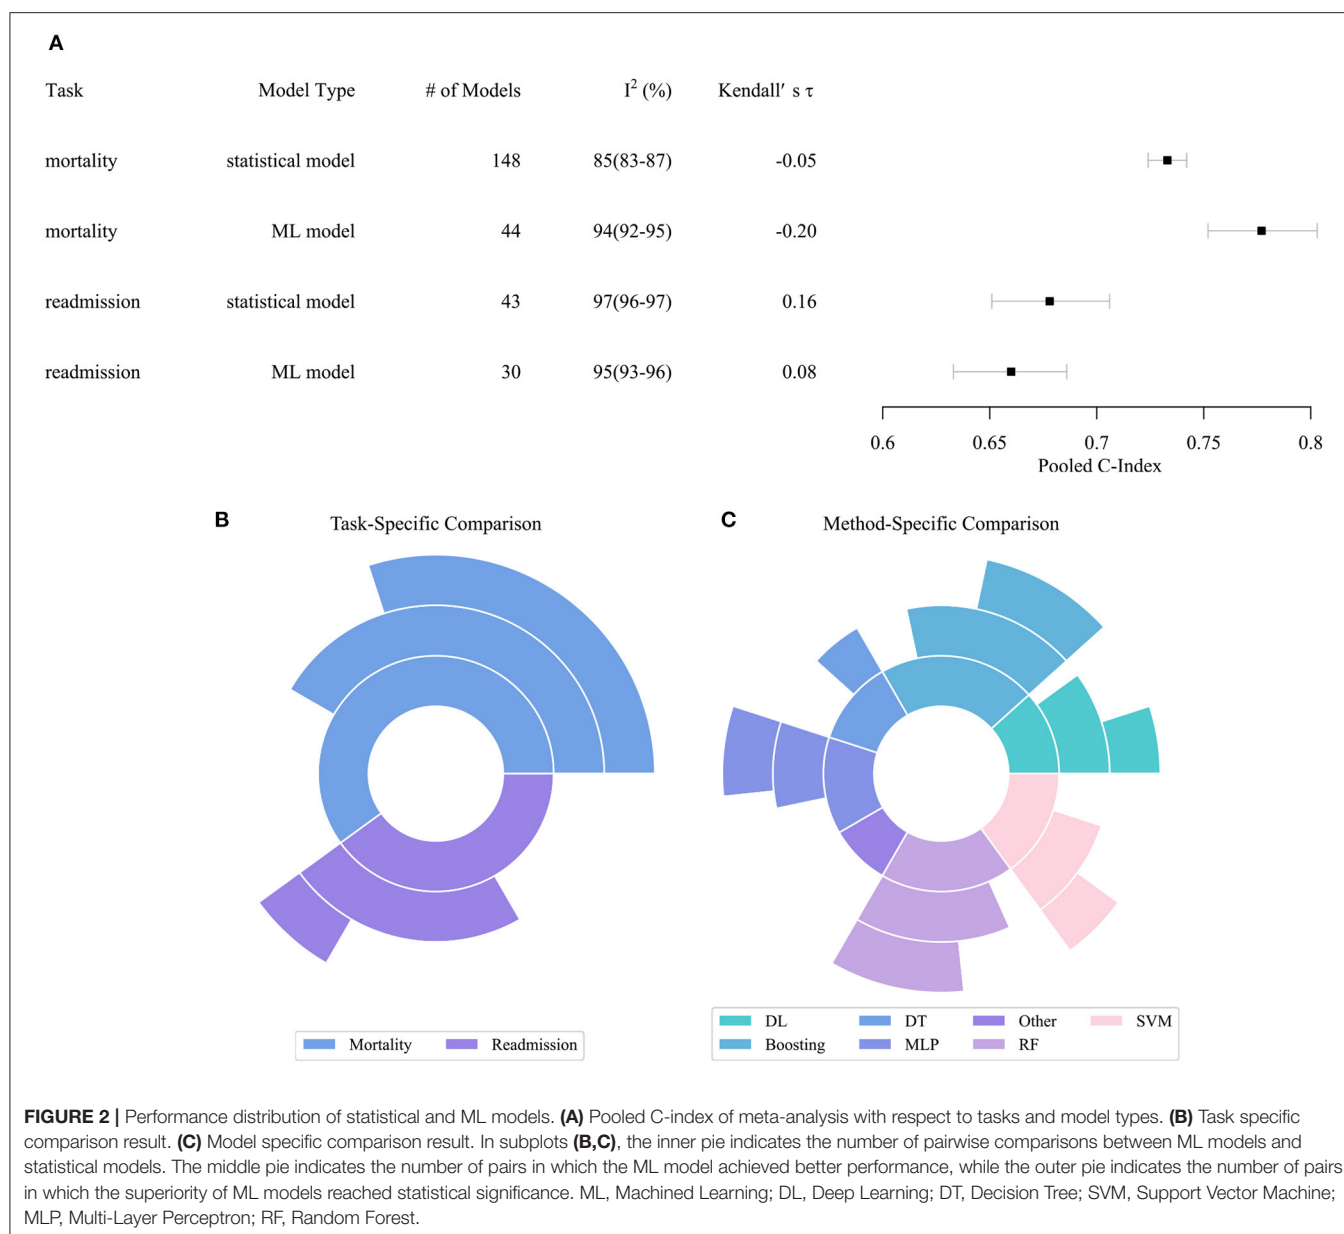 A
Task Model Type # of Models I² (%) Kendall′ s τ
mortality statistical model 148 85(83-87) -0.05
mortality ML model 44 94(92-95) -0.20
readmission statistical model 43 97(96-97) 0.16
readmission ML model 30 95(93-96) 0.08
0.6 0.65 0.7 0.75 0.8
Pooled C-Index
B Task-Specific Comparison
Mortality Readmission
C Method-Specific Comparison
DL DT Other SVM
Boosting MLP RF
FIGURE 2 | Performance distribution of statistical and ML models. (A) Pooled C-index of meta-analysis with respect to tasks and model types. (B) Task specific
comparison result. (C) Model specific comparison result. In subplots (B,C), the inner pie indicates the number of pairwise comparisons between ML models and
statistical models. The middle pie indicates the number of pairs in which the ML model achieved better performance, while the outer pie indicates the number of pairs
in which the superiority of ML models reached statistical significance. ML, Machined Learning; DL, Deep Learning; DT, Decision Tree; SVM, Support Vector Machine;
MLP, Multi-Layer Perceptron; RF, Random Forest.